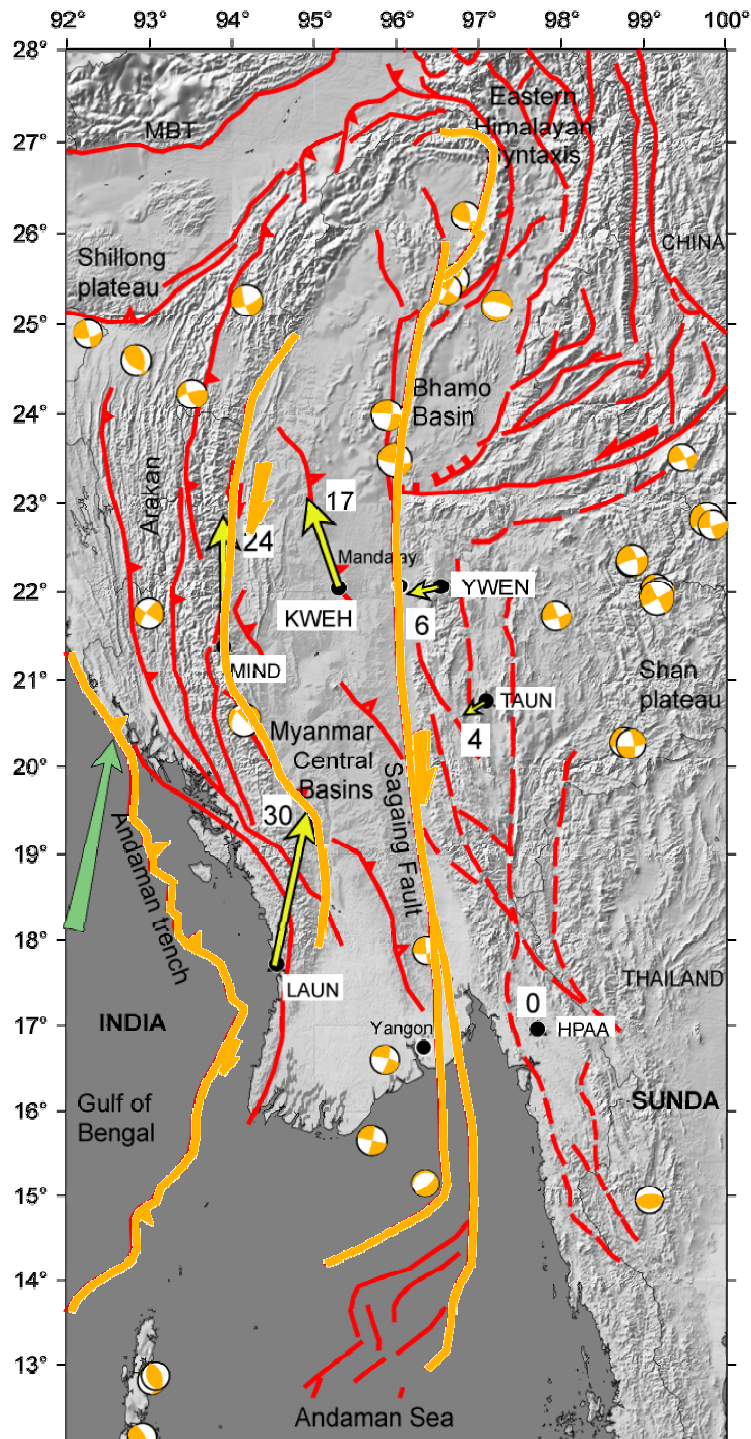 92° 93° 94° 95° 96° 97° 98° 99° 100°
28°
27°
26°
25°
24°
23°
22°
21°
20°
19°
18°
17°
16°
15°
14°
13°
MBT
Eastern
Himalayan
Syntaxis
CHINA
Shillong
plateau
Bhamo
Basin
Arakan
17
24
Mandalay
KWEH
YWEN
6
MIND
TAUN
4
Shan
plateau
Myanmar
Central
Basins
30
Sagaing Fault
Andaman trench
LAUN
THAILAND
INDIA
Yangon
0
HPAA
SUNDA
Gulf of
Bengal
Andaman Sea